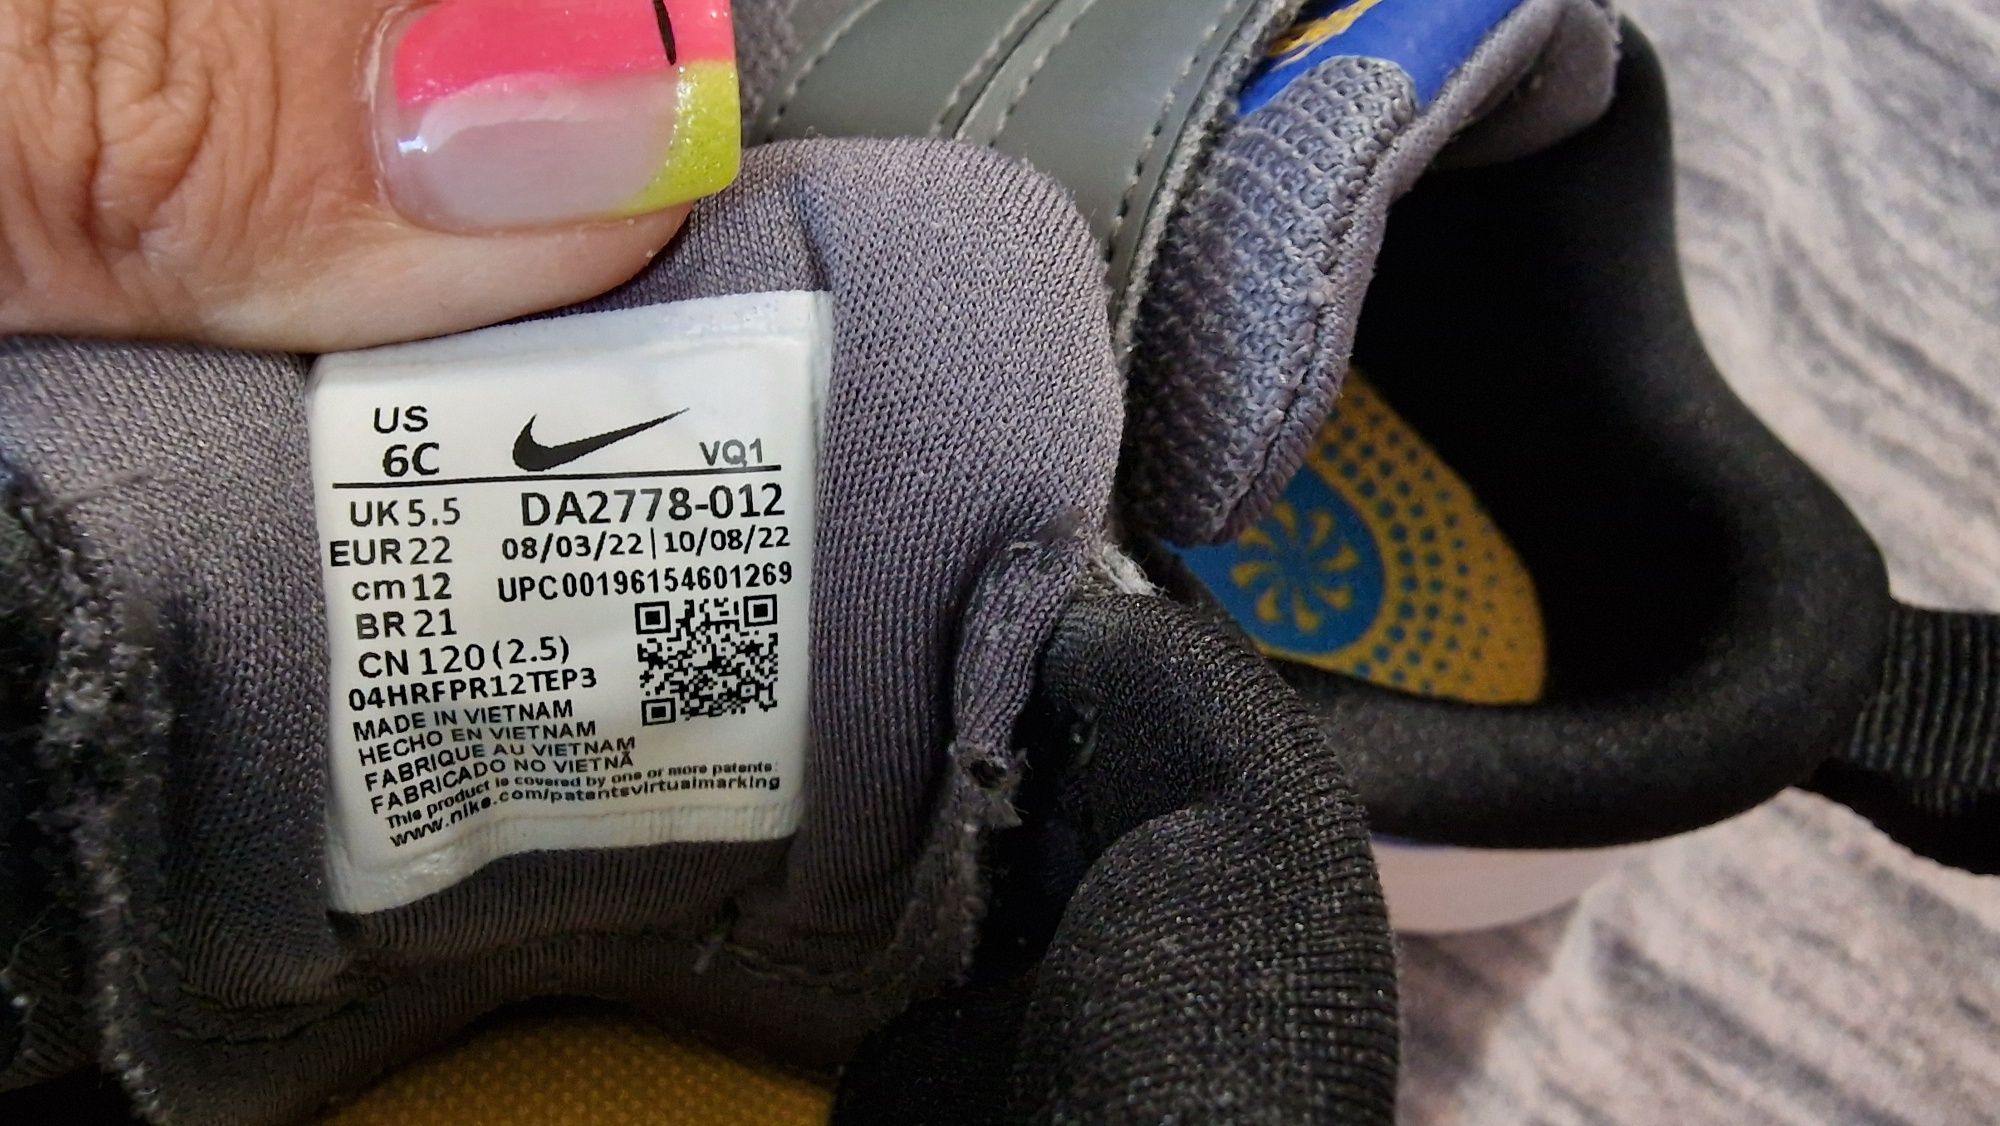 US
6C VQ1
UK 5.5 DA2778-012
EUR 22 08/03/22 | 10/08/22
cm 12 UPC00196154601269
BR 21
CN 120 (2.5)
04HRFPR12TEP3
MADE IN VIETNAM
HECHO EN VIETNAM
FABRIQUE AU VIETNAM
FABRICADO NO VIETNÃ
This product is covered by one or more patents:
www.nike.com/patentsvirtualmarking